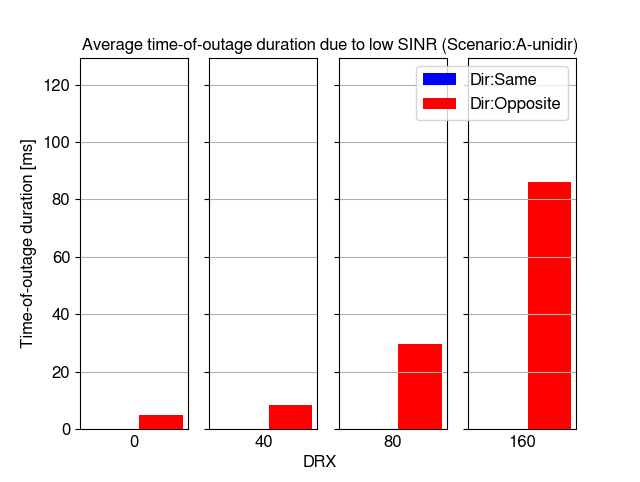 Average time-of-outage duration due to low SINR (Scenario:A-unidir)
Dir:Same
Dir:Opposite
Time-of-outage duration [ms]
120
100
80
60
40
20
0
0 40 80 160
DRX